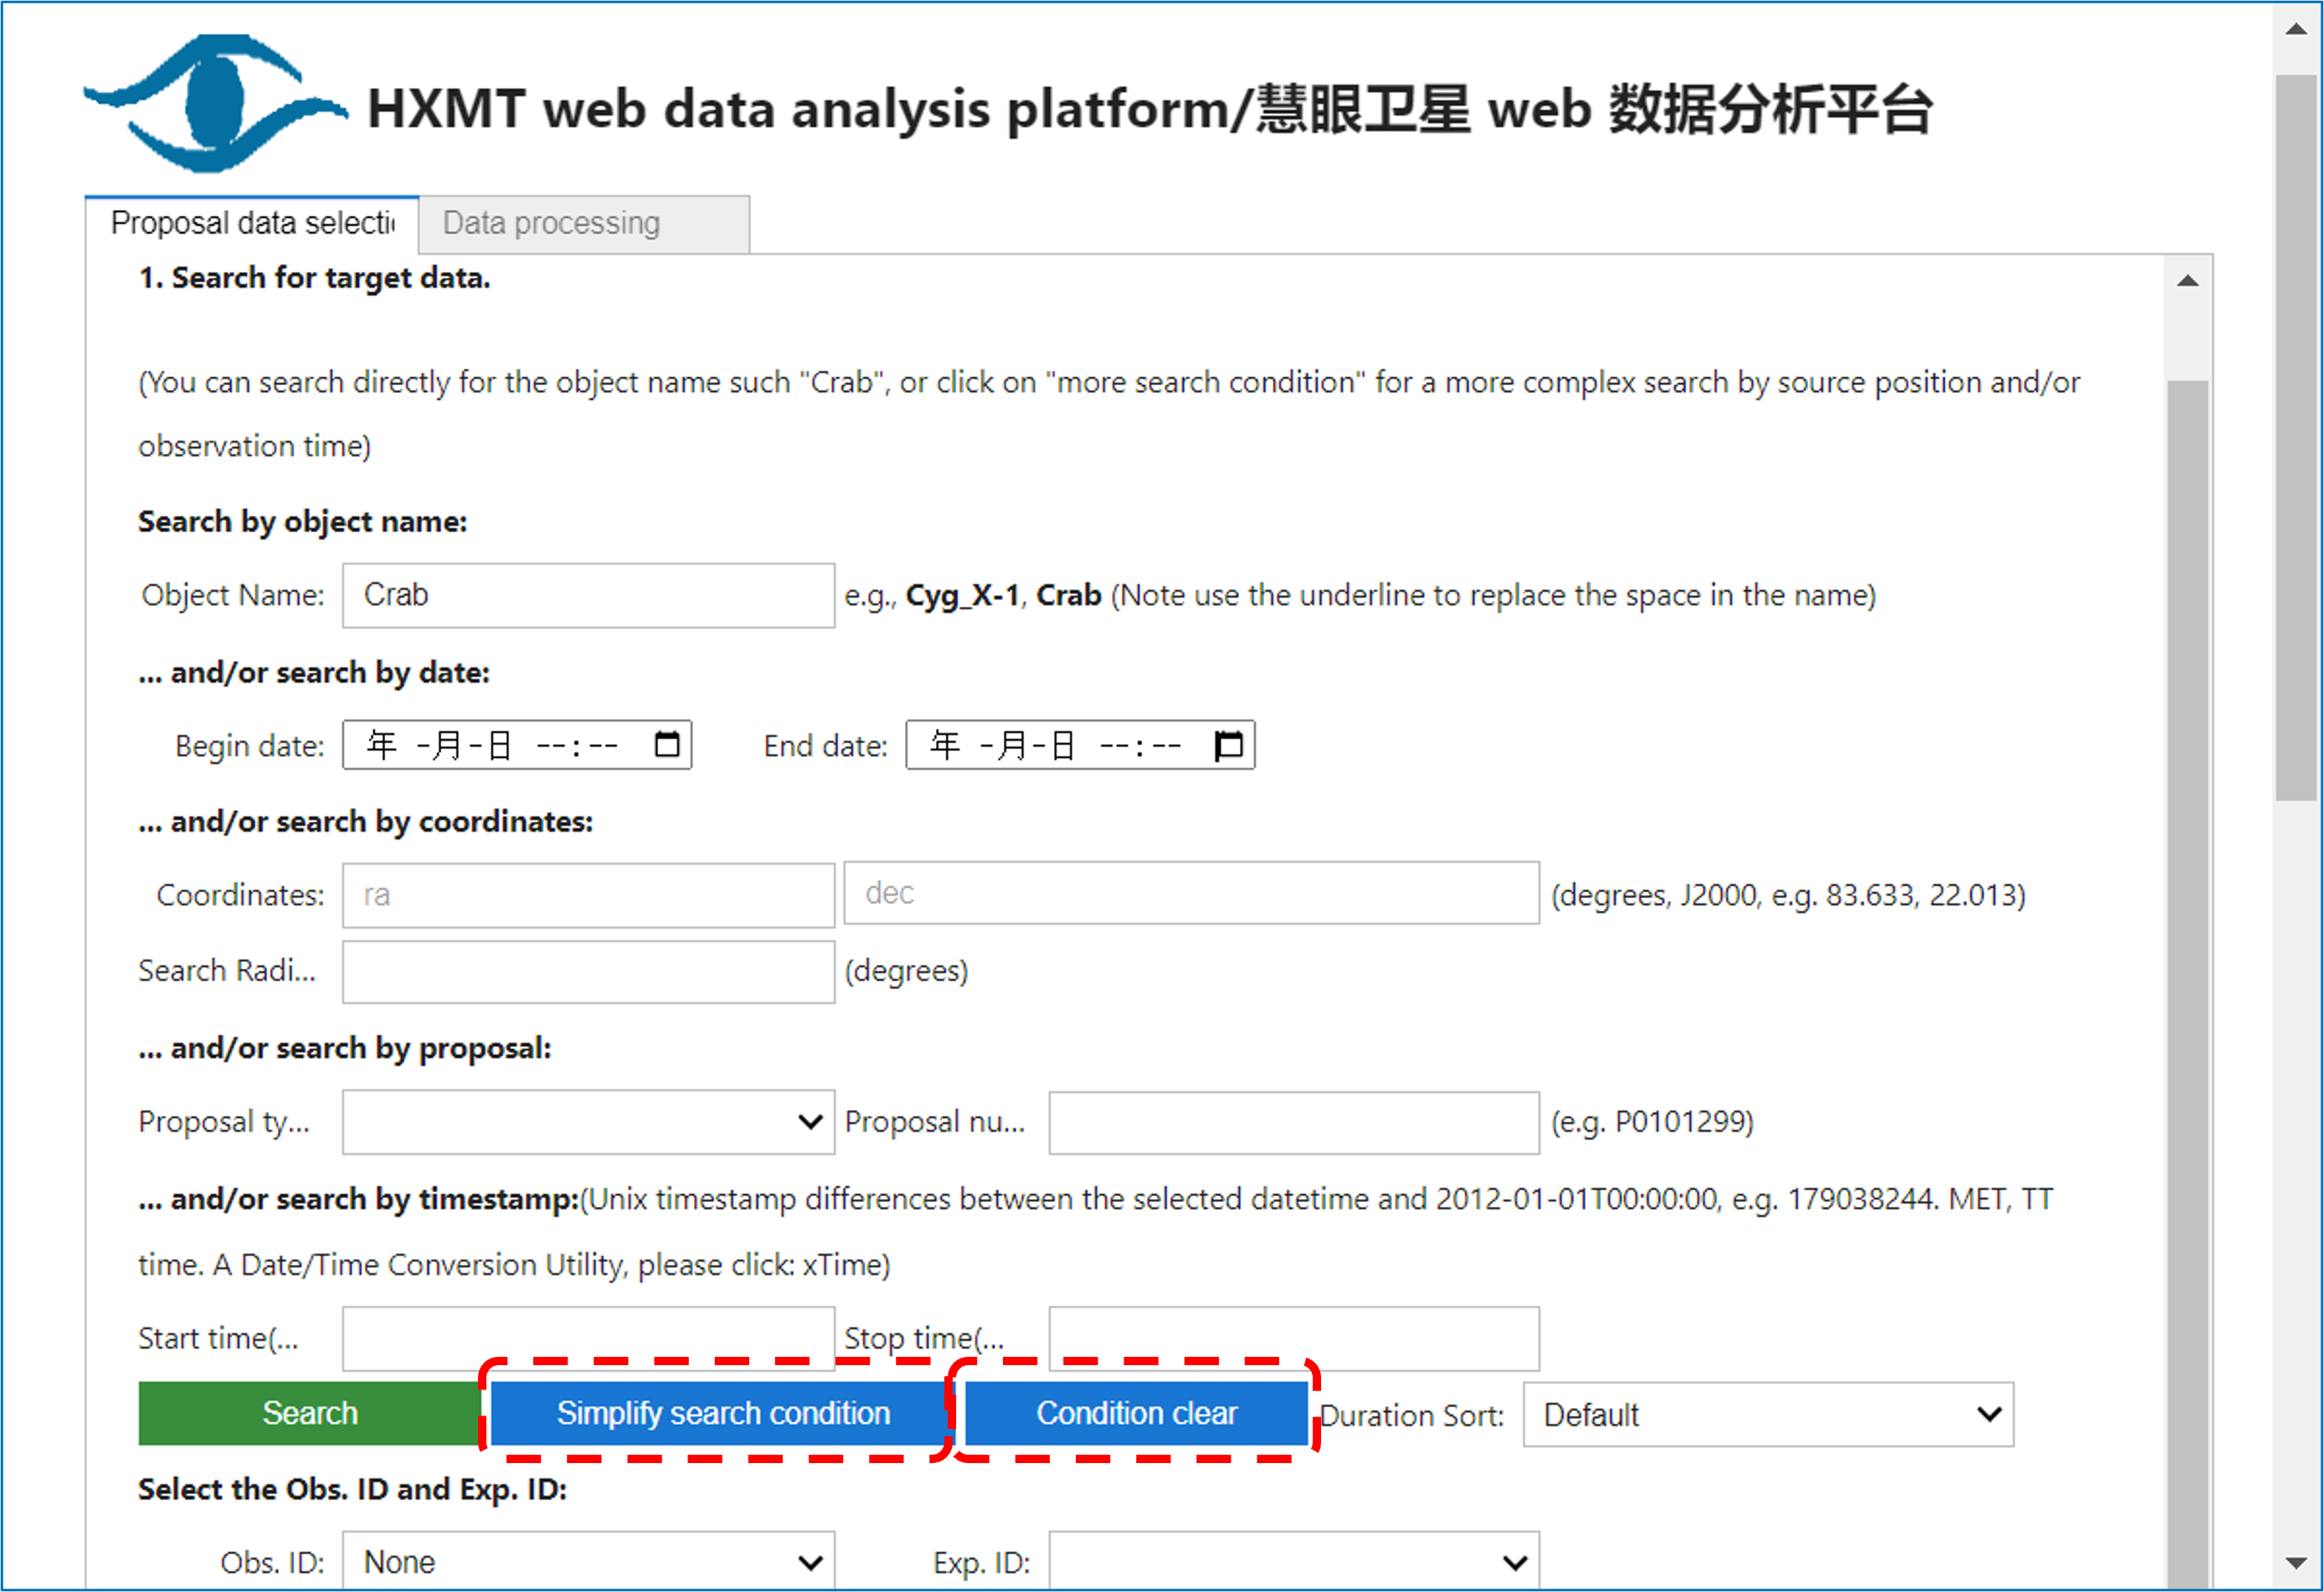 HXMT web data analysis platform/慧眼卫星 web 数据分析平台
Proposal data selecti
Data processing
1. Search for target data.
(You can search directly for the object name such "Crab", or click on "more search condition" for a more complex search by source position and/or
observation time)
Search by object name:
Object Name: Crab e.g., Cyg_X-1, Crab (Note use the underline to replace the space in the name)
... and/or search by date:
Begin date: 年 -月-日 --:-- End date: 年 -月-日 --:--
... and/or search by coordinates:
Coordinates: ra dec (degrees, J2000, e.g. 83.633, 22.013)
Search Radi... (degrees)
... and/or search by proposal:
Proposal ty... Proposal nu... (e.g. P0101299)
... and/or search by timestamp:(Unix timestamp differences between the selected datetime and 2012-01-01T00:00:00, e.g. 179038244. MET, TT
time. A Date/Time Conversion Utility, please click: xTime)
Start time(... Stop time(...
Search Simplify search condition Condition clear Duration Sort: Default
Select the Obs. ID and Exp. ID:
Obs. ID: None Exp. ID: